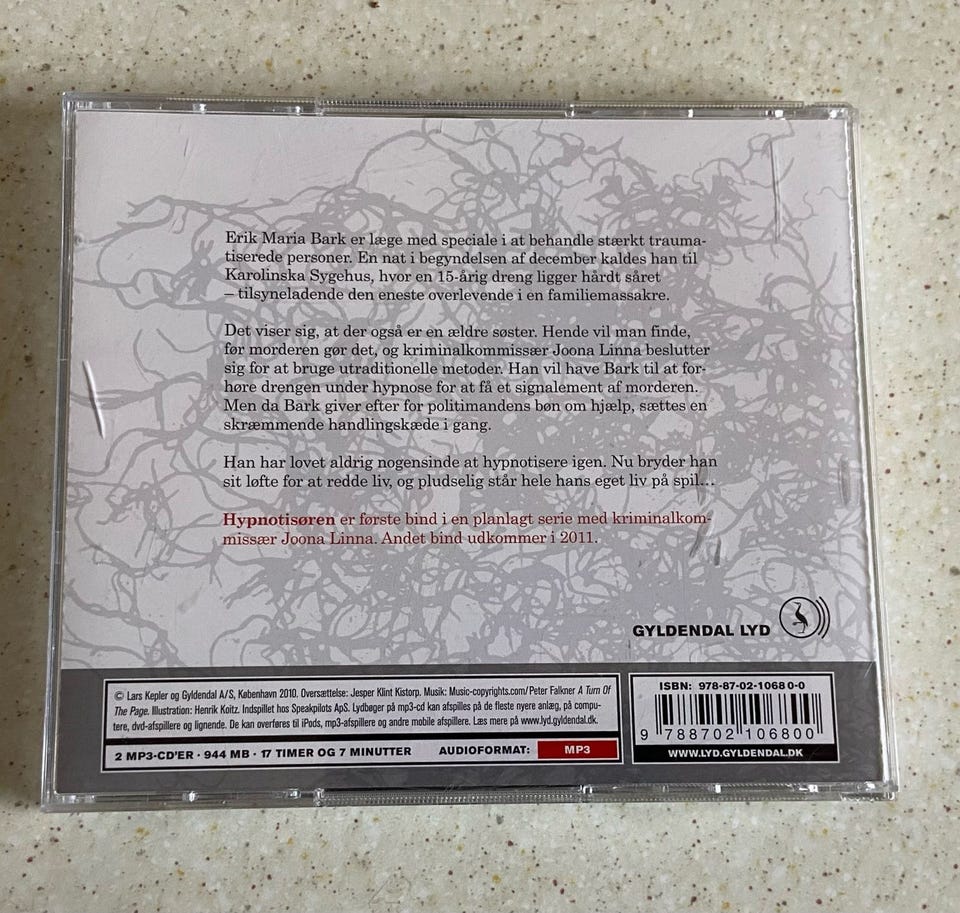 Erik Maria Bark er læge med speciale i at behandle stærkt trauma-
tiserede personer. En nat i begyndelsen af december kaldes han til
Karolinska Sygehus, hvor en 15-årig dreng ligger hårdt såret
– tilsyneladende den eneste overlevende i en familiemassakre.
Det viser sig, at der også er en ældre søster. Hende vil man finde,
før morderen gør det, og kriminalkommissær Joona Linna beslutter
sig for at bruge utraditionelle metoder. Han vil have Bark til at for-
høre drengen under hypnose for at få et signalement af morderen.
Men da Bark giver efter for politimandens bøn om hjælp, sættes en
skræmmende handlingskæde i gang.
Han har lovet aldrig nogensinde at hypnotisere igen. Nu bryder han
sit løfte for at redde liv, og pludselig står hele hans eget liv på spil...
Hypnotisøren er første bind i en planlagt serie med kriminalkom-
missær Joona Linna. Andet bind udkommer i 2011.
GYLDENDAL LYD
© Lars Kepler og Gyldendal A/S, København 2010. Oversættelse: Jesper Klint Kistorp. Musik: Music-copyrights.com/Peter Falkner A Turn Of
The Page. Illustration: Henrik Koitz. Indspillet hos SpeakPilots ApS. Lydbøger på mp3-cd kan afspilles på de fleste nyere anlæg, på compu-
tere, dvd-afspillere og lignende. De kan overføres til iPods, mp3-afspillere og andre mobile afspillere. Læs mere på www.lyd.gyldendal.dk.
2 MP3-CD'ER · 944 MB · 17 TIMER OG 7 MINUTTER AUDIOFORMAT: MP3
ISBN: 978-87-02-10680-0
9 788702 106800
WWW.LYD.GYLDENDAL.DK